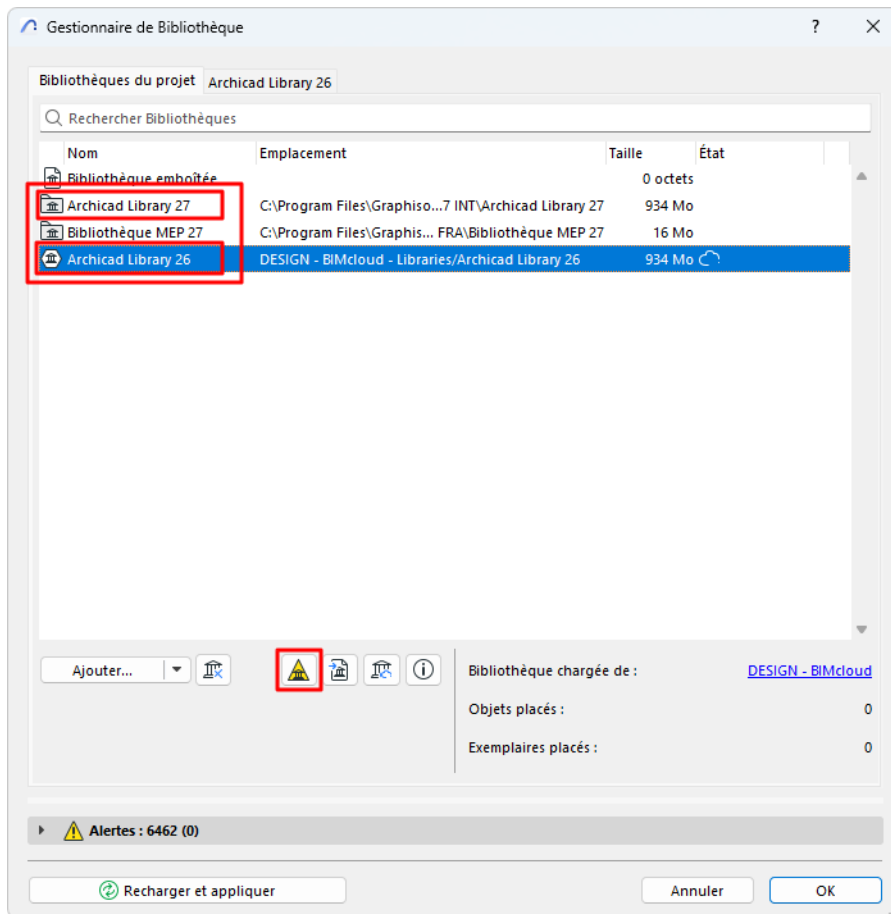 Gestionnaire de Bibliothèque ?
Bibliothèques du projet Archicad Library 26
Rechercher Bibliothèques
Nom Emplacement Taille État
Bibliothèque emboîtée 0 octets
Archicad Library 27 C:\Program Files\Graphiso...7 INT\Archicad Library 27 934 Mo
Bibliothèque MEP 27 C:\Program Files\Graphis... FRA\Bibliothèque MEP 27 16 Mo
Archicad Library 26 DESIGN - BIMcloud - Libraries/Archicad Library 26 934 Mo
Ajouter... Bibliothèque chargée de : DESIGN - BIMcloud
Objets placés : 0
Exemplaires placés : 0
Alertes : 6462 (0)
Recharger et appliquer Annuler OK